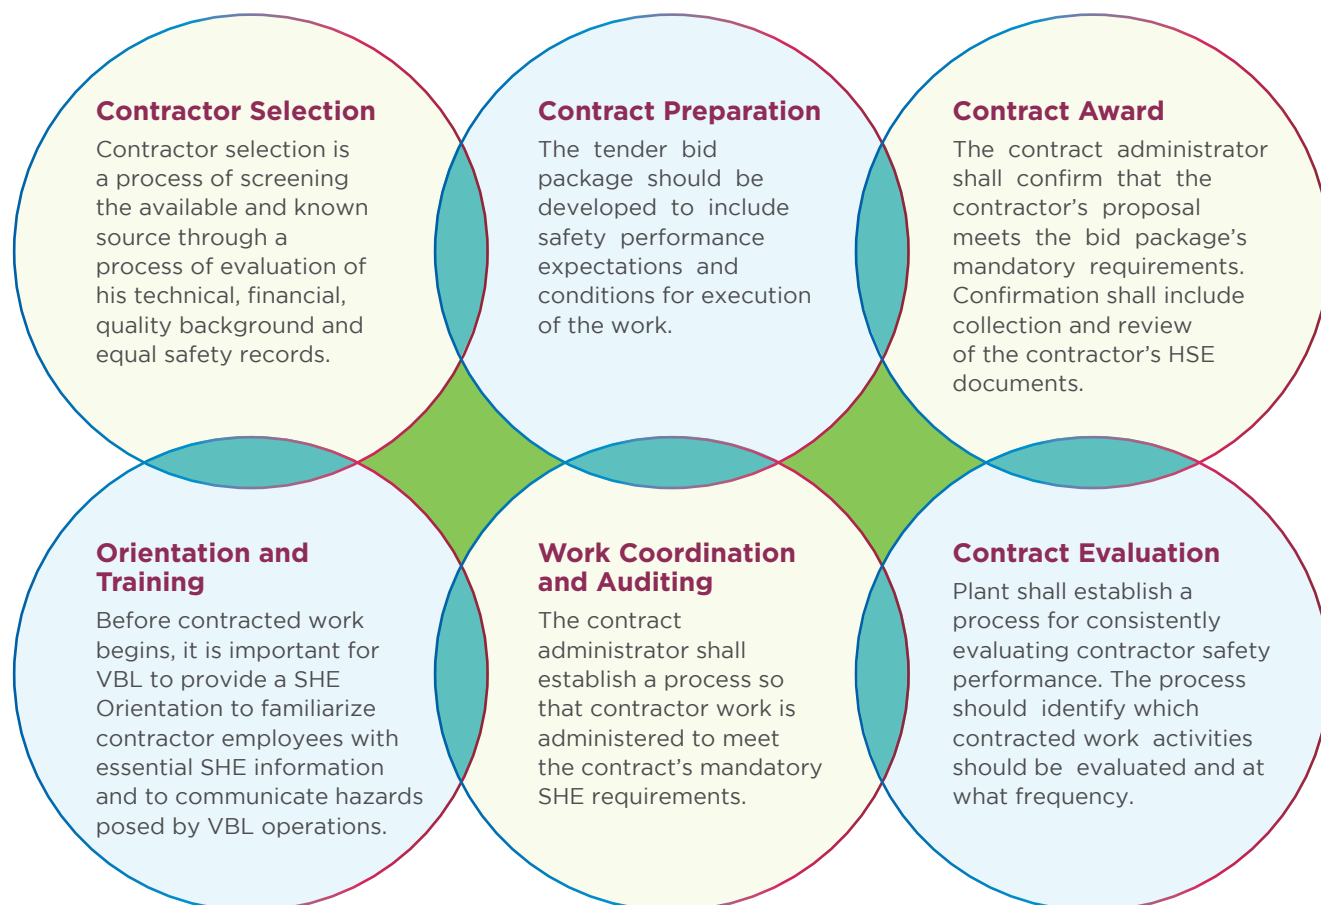 Contractor Selection
Contractor selection is
a process of screening
the available and known
source through a
process of evaluation of
his technical, financial,
quality background and
equal safety records.
Contract Preparation
The tender bid
package should be
developed to include
safety performance
expectations and
conditions for execution
of the work.
Contract Award
The contract administrator
shall confirm that the
contractor’s proposal
meets the bid package’s
mandatory requirements.
Confirmation shall include
collection and review
of the contractor’s HSE
documents.
Orientation and
Training
Before contracted work
begins, it is important for
VBL to provide a SHE
Orientation to familiarize
contractor employees with
essential SHE information
and to communicate hazards
posed by VBL operations.
Work Coordination
and Auditing
The contract
administrator shall
establish a process so
that contractor work is
administered to meet
the contract’s mandatory
SHE requirements.
Contract Evaluation
Plant shall establish a
process for consistently
evaluating contractor safety
performance. The process
should identify which
contracted work activities
should be evaluated and at
what frequency.